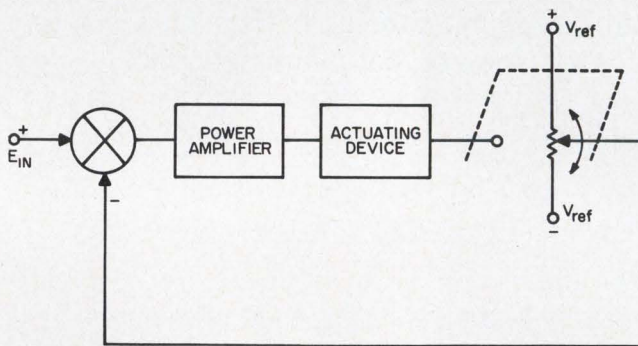 +
V_ref
+
E_IN
POWER
AMPLIFIER
ACTUATING
DEVICE
−
V_ref
−